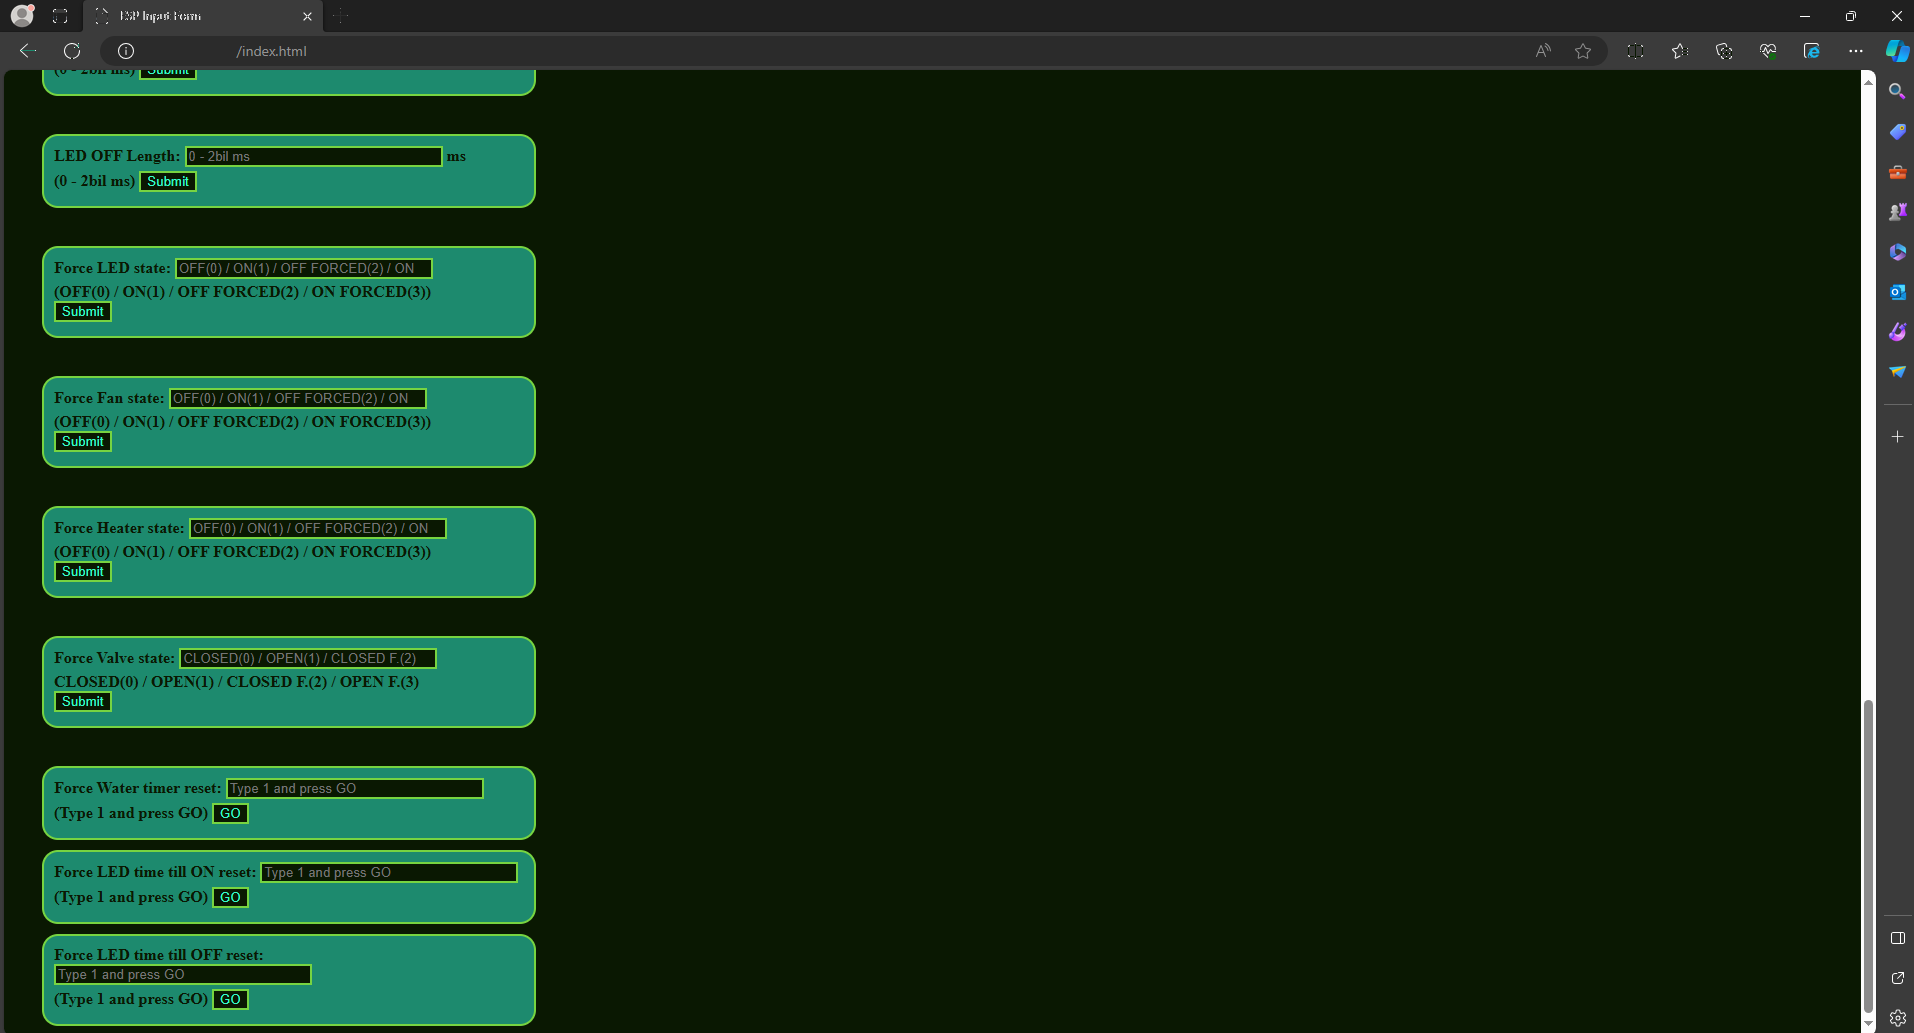 ESP Input Form
/index.html
(0 - 2bil ms) Submit
LED OFF Length: 0 - 2bil ms ms
(0 - 2bil ms) Submit
Force LED state: OFF(0) / ON(1) / OFF FORCED(2) / ON
(OFF(0) / ON(1) / OFF FORCED(2) / ON FORCED(3))
Submit
Force Fan state: OFF(0) / ON(1) / OFF FORCED(2) / ON
(OFF(0) / ON(1) / OFF FORCED(2) / ON FORCED(3))
Submit
Force Heater state: OFF(0) / ON(1) / OFF FORCED(2) / ON
(OFF(0) / ON(1) / OFF FORCED(2) / ON FORCED(3))
Submit
Force Valve state: CLOSED(0) / OPEN(1) / CLOSED F.(2)
CLOSED(0) / OPEN(1) / CLOSED F.(2) / OPEN F.(3)
Submit
Force Water timer reset: Type 1 and press GO
(Type 1 and press GO) GO
Force LED time till ON reset: Type 1 and press GO
(Type 1 and press GO) GO
Force LED time till OFF reset:
Type 1 and press GO
(Type 1 and press GO) GO